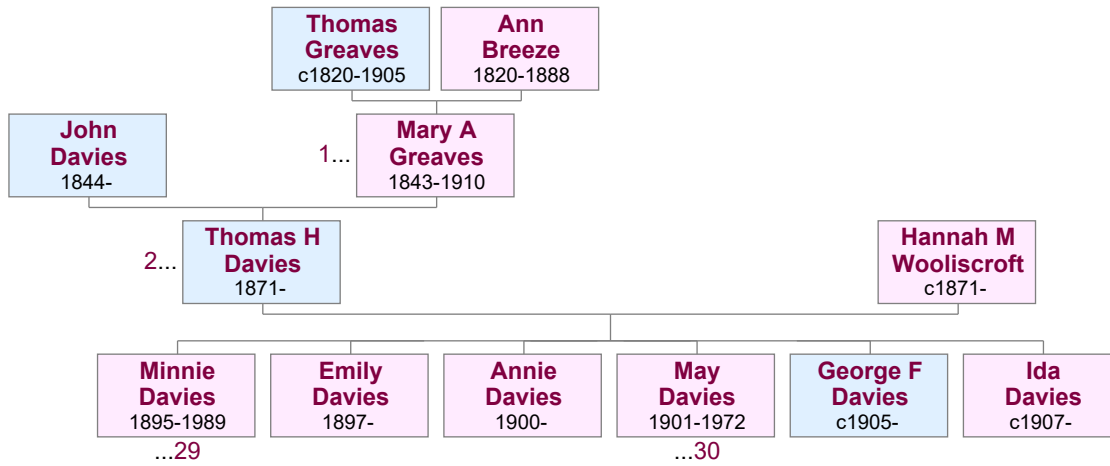 Thomas
Greaves
c1820-1905
Ann
Breeze
1820-1888
John
Davies
1844-
1...
Mary A
Greaves
1843-1910
2...
Thomas H
Davies
1871-
Hannah M
Wooliscroft
c1871-
Minnie
Davies
1895-1989
...29
Emily
Davies
1897-
Annie
Davies
1900-
May
Davies
1901-1972
...30
George F
Davies
c1905-
Ida
Davies
c1907-